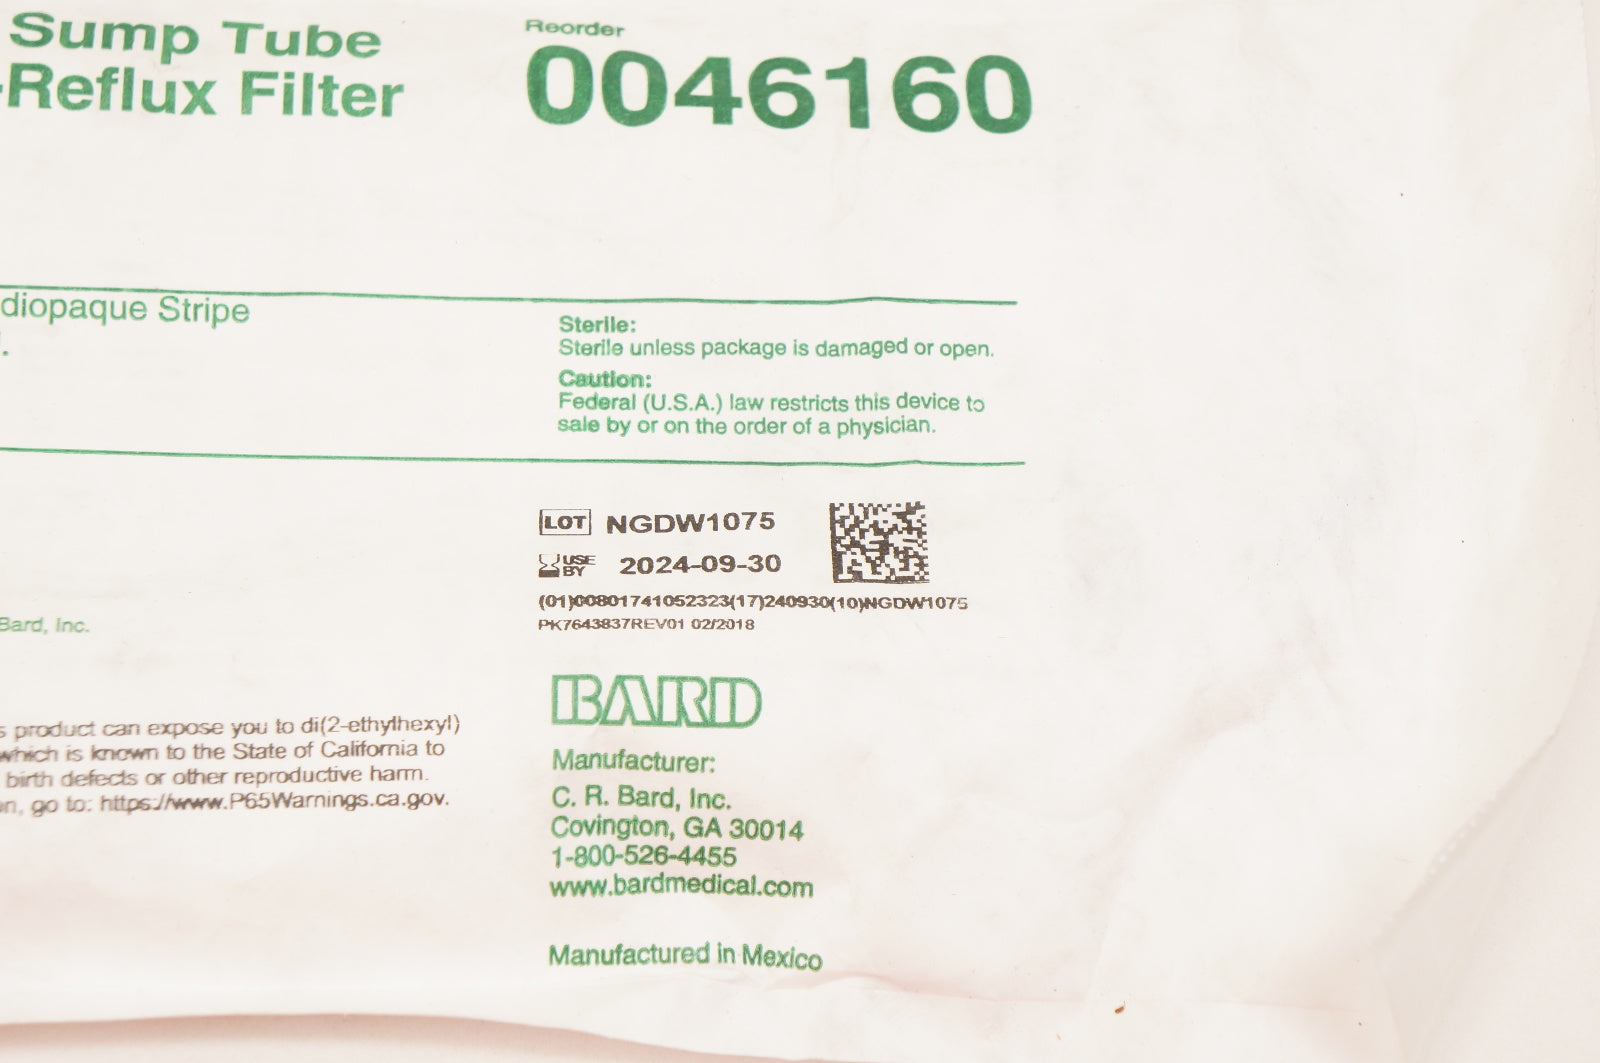 Sump Tube
-Reflux Filter
Reorder
0046160
diopaque Stripe
.
Sterile:
Sterile unless package is damaged or open.
Caution:
Federal (U.S.A.) law restricts this device to
sale by or on the order of a physician.
LOT NGDW1075
USE BY 2024-09-30
(01)00801741052323(17)240930(10)NGDW1075
PK7643837REV01 02/2018
Bard, Inc.
s product can expose you to di(2-ethylhexyl)
which is known to the State of California to
birth defects or other reproductive harm.
on, go to: https://www.P65Warnings.ca.gov.
BARD
Manufacturer:
C. R. Bard, Inc.
Covington, GA 30014
1-800-526-4455
www.bardmedical.com
Manufactured in Mexico